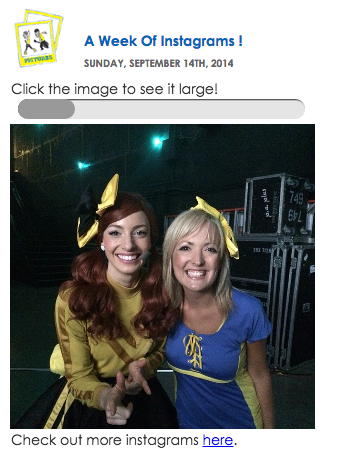 PICTURES
A Week Of Instagrams !
SUNDAY, SEPTEMBER 14TH, 2014
Click the image to see it large!
749
Check out more instagrams here.